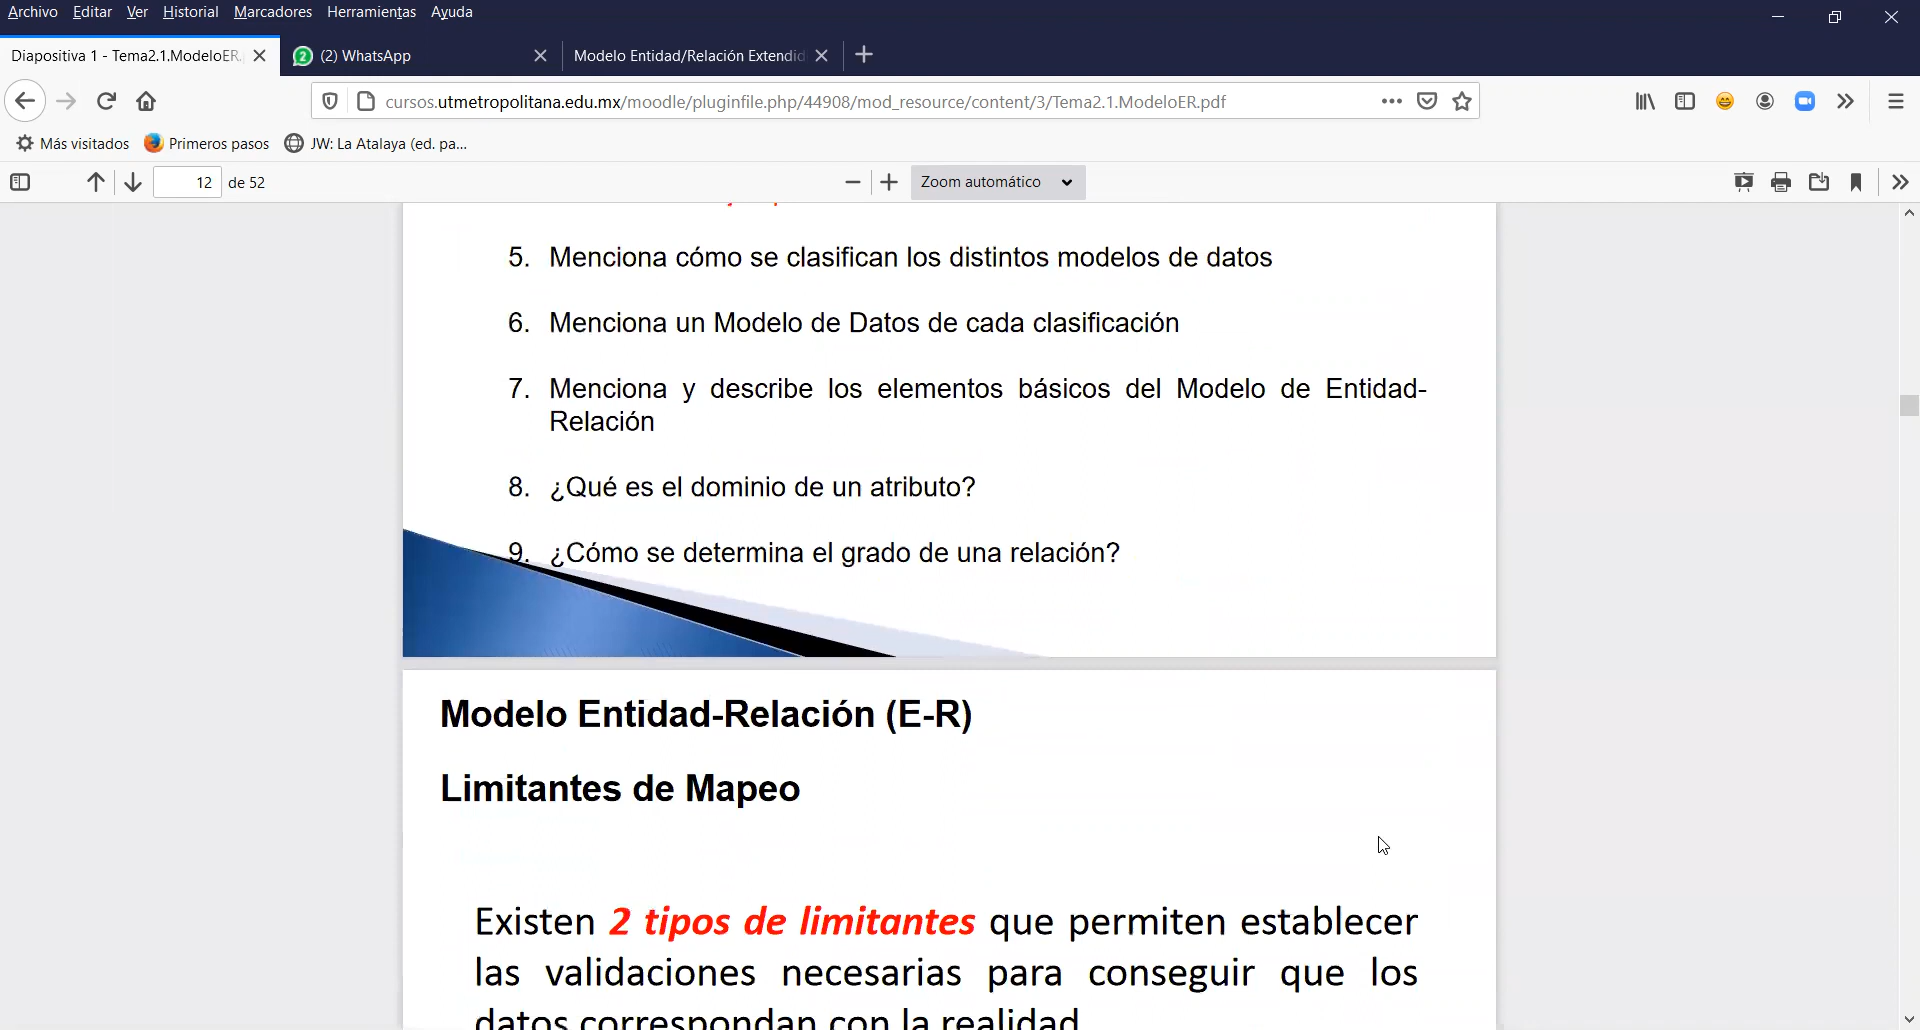 Archivo Editar Ver Historial Marcadores Herramientas Ayuda
Diapositiva 1 - Tema2.1.ModeloER. (2) WhatsApp Modelo Entidad/Relación Extendid
cursos.utmetropolitana.edu.mx/moodle/pluginfile.php/44908/mod_resource/content/3/Tema2.1.ModeloER.pdf
Más visitados Primeros pasos JW: La Atalaya (ed. pa...
12 de 52 Zoom automático
5. Menciona cómo se clasifican los distintos modelos de datos
6. Menciona un Modelo de Datos de cada clasificación
7. Menciona y describe los elementos básicos del Modelo de Entidad-
Relación
8. ¿Qué es el dominio de un atributo?
9. ¿Cómo se determina el grado de una relación?
Modelo Entidad-Relación (E-R)
Limitantes de Mapeo
Existen 2 tipos de limitantes que permiten establecer
las validaciones necesarias para conseguir que los
datos correspondan con la realidad